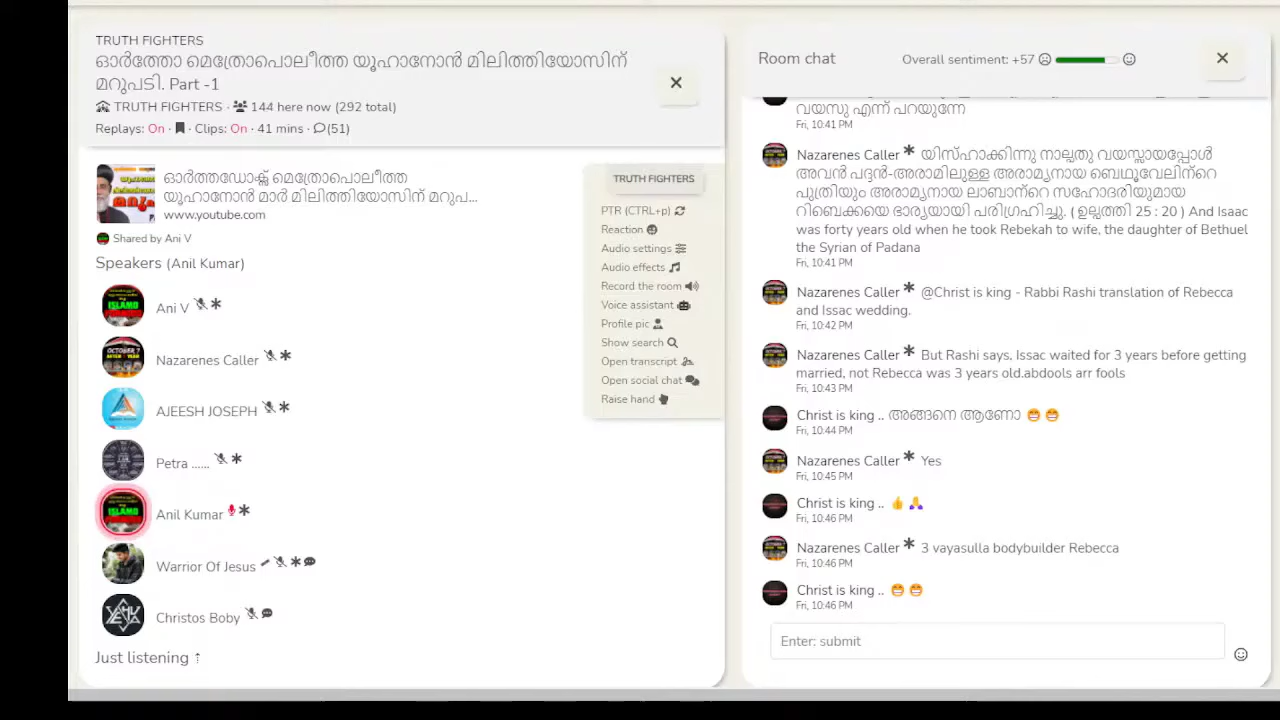 TRUTH FIGHTERS
ഓർത്തോ മെത്രോപൊലീത്ത യൂഹാനോൻ മിലിത്തിയോസിന്
മറുപടി. Part -1
TRUTH FIGHTERS · 144 here now (292 total)
Replays: On · Clips: On · 41 mins · (51)
ഓർത്തഡോക്സ് മെത്രോപൊലീത്ത
യൂഹാനോൻ മാർ മിലിത്തിയോസിന് മറുപ...
www.youtube.com
Shared by Ani V
Speakers (Anil Kumar)
Ani V
Nazarenes Caller
AJEESH JOSEPH
Petra ......
Anil Kumar
Warrior Of Jesus
Christos Boby
Just listening ⇡
TRUTH FIGHTERS
PTR (CTRL+p)
Reaction
Audio settings
Audio effects
Record the room
Voice assistant
Profile pic
Show search
Open transcript
Open social chat
Raise hand
Room chat
Overall sentiment: +57
വയസു എന്ന് പറയുന്നേ
Fri, 10:41 PM
Nazarenes Caller * യിസ്ഹാക്കിന്നു നാല്പതു വയസ്സായപ്പോൾ
അവൻ പദ്ദൻ-അരാമിലുള്ള അരാമ്യനായ ബെഥൂവേലിന്റെ
പുത്രിയും അരാമ്യനായ ലാബാന്റെ സഹോദരിയുമായ
റിബെക്കയെ ഭാര്യയായി പരിഗ്രഹിച്ചു. ( ഉല്പത്തി 25 : 20 ) And Isaac
was forty years old when he took Rebekah to wife, the daughter of Bethuel
the Syrian of Padana
Fri, 10:41 PM
Nazarenes Caller * @Christ is king - Rabbi Rashi translation of Rebecca
and Issac wedding.
Fri, 10:42 PM
Nazarenes Caller * But Rashi says, Issac waited for 3 years before getting
married, not Rebecca was 3 years old.abdools arr fools
Fri, 10:43 PM
Christ is king .. അങ്ങനെ ആണോ 😁 😁
Fri, 10:44 PM
Nazarenes Caller * Yes
Fri, 10:45 PM
Christ is king .. 👍 🙏
Fri, 10:46 PM
Nazarenes Caller * 3 vayasulla bodybuilder Rebecca
Fri, 10:46 PM
Christ is king .. 😁 😁
Fri, 10:46 PM
Enter: submit